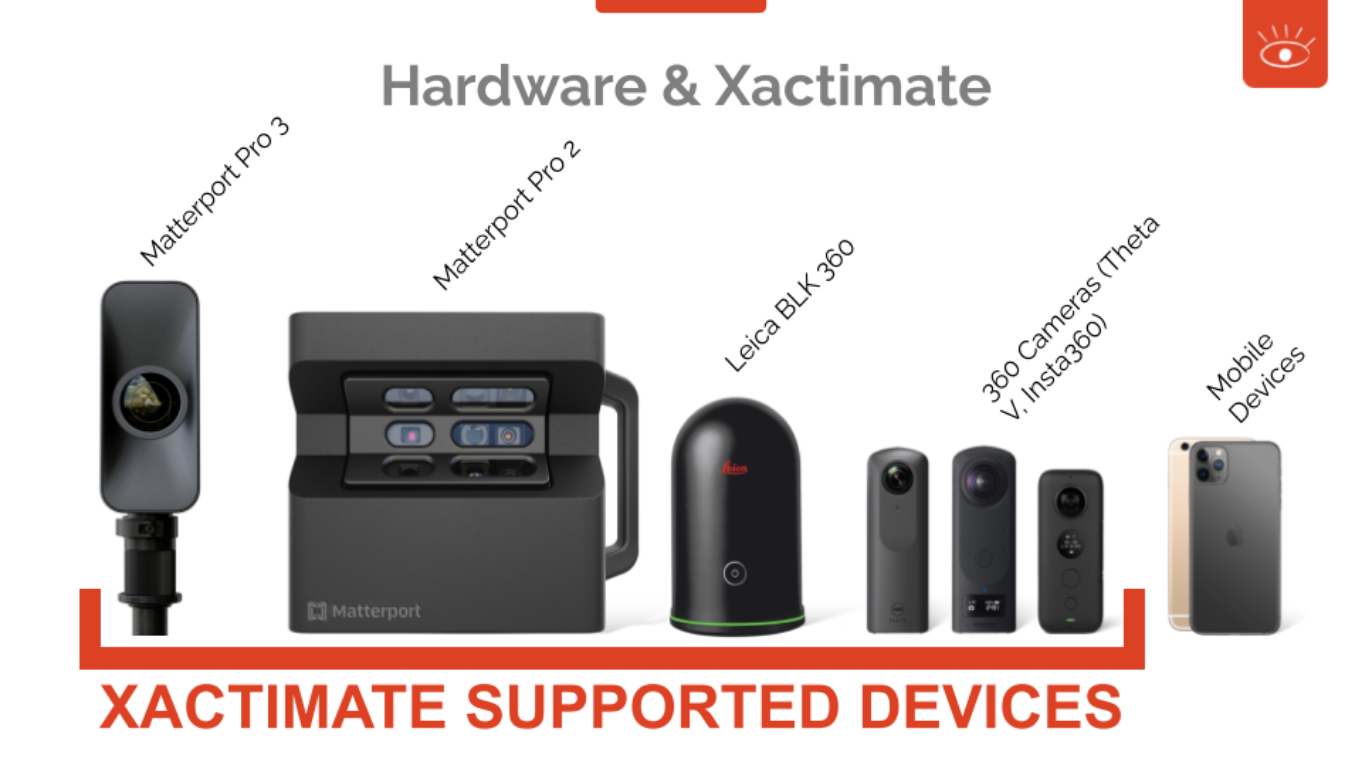 Hardware & Xactimate
Matterport Pro 3
Matterport Pro 2
Leica BLK 360
360 Cameras (Theta
V, Insta360)
Mobile
Devices
Leica
Matterport
XACTIMATE SUPPORTED DEVICES